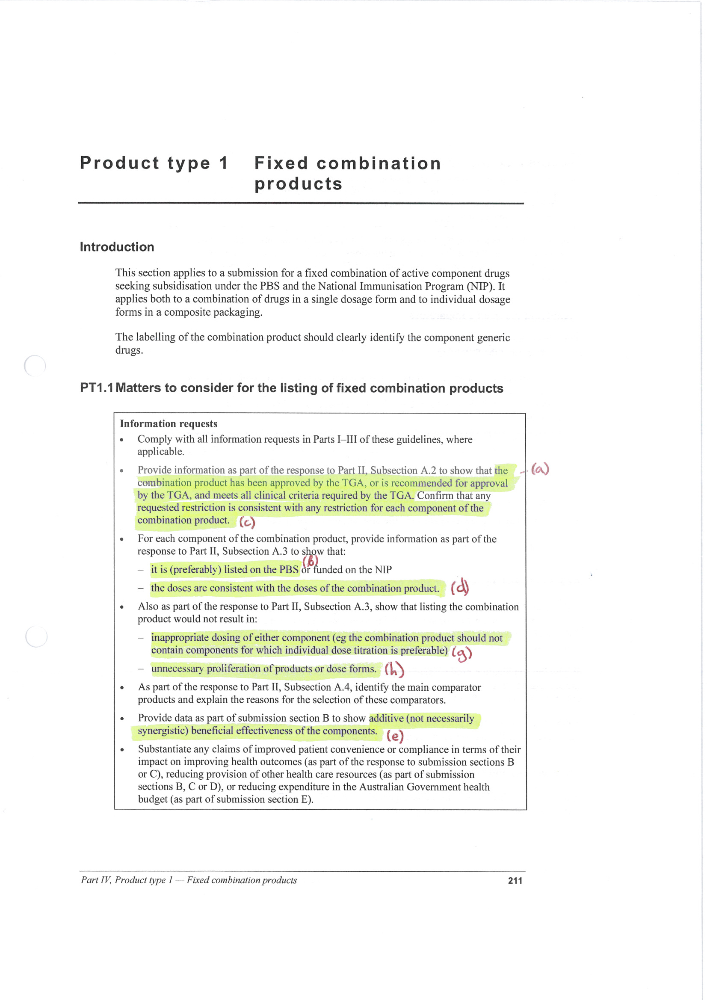 Product type 1 Fixed combination
products
Introduction
This section applies to a submission for a fixed combination of active component drugs
seeking subsidisation under the PBS and the National Immunisation Program (NIP). It
applies both to a combination of drugs in a single dosage form and to individual dosage
forms in a composite packaging.
The labelling of the combination product should clearly identify the component generic
drugs.
PT1.1 Matters to consider for the listing of fixed combination products
Information requests
• Comply with all information requests in Parts I–III of these guidelines, where
applicable.
• Provide information as part of the response to Part II, Subsection A.2 to show that the (a)
combination product has been approved by the TGA, or is recommended for approval
by the TGA, and meets all clinical criteria required by the TGA. Confirm that any
requested restriction is consistent with any restriction for each component of the
combination product. (c)
• For each component of the combination product, provide information as part of the
response to Part II, Subsection A.3 to show that:
(b)
– it is (preferably) listed on the PBS or funded on the NIP
– the doses are consistent with the doses of the combination product. (d)
• Also as part of the response to Part II, Subsection A.3, show that listing the combination
product would not result in:
– inappropriate dosing of either component (eg the combination product should not
contain components for which individual dose titration is preferable) (g)
– unnecessary proliferation of products or dose forms. (h)
• As part of the response to Part II, Subsection A.4, identify the main comparator
products and explain the reasons for the selection of these comparators.
• Provide data as part of submission section B to show additive (not necessarily
synergistic) beneficial effectiveness of the components. (e)
• Substantiate any claims of improved patient convenience or compliance in terms of their
impact on improving health outcomes (as part of the response to submission sections B
or C), reducing provision of other health care resources (as part of submission
sections B, C or D), or reducing expenditure in the Australian Government health
budget (as part of submission section E).
Part IV, Product type 1 — Fixed combination products 211